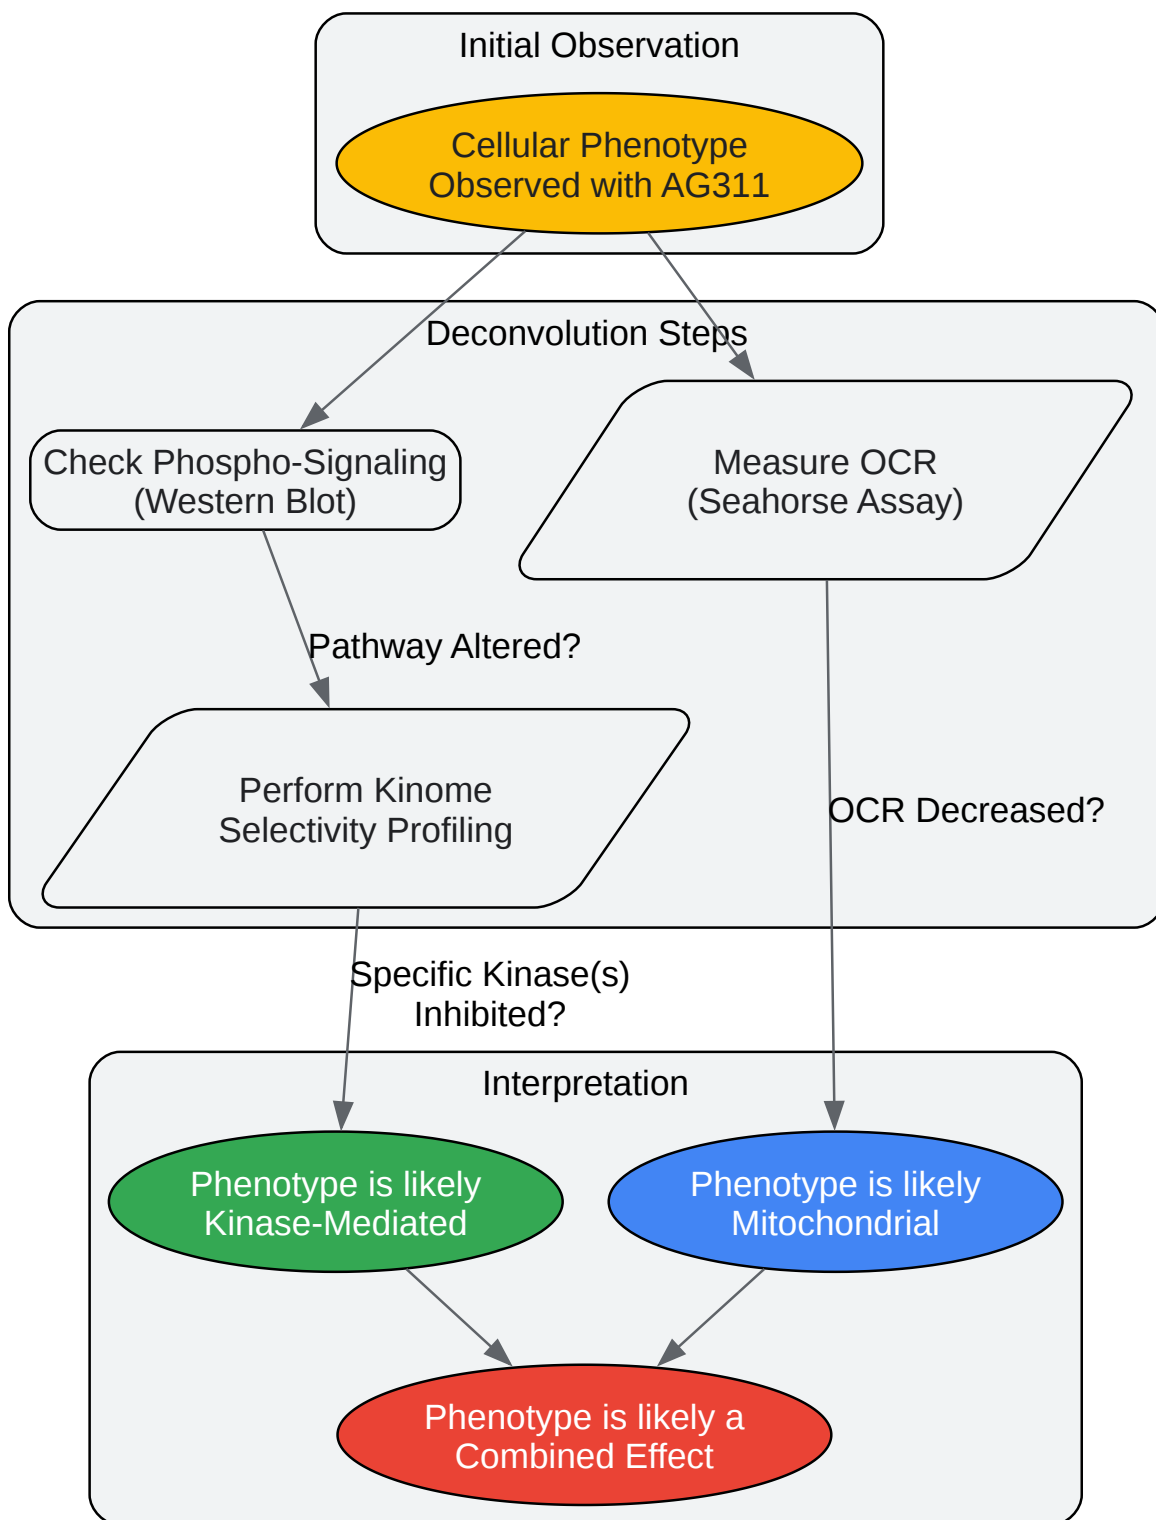 Initial Observation
Cellular Phenotype
Observed with AG311
Deconvolution Steps
Check Phospho-Signaling
(Western Blot)
Measure OCR
(Seahorse Assay)
Pathway Altered?
Perform Kinome
Selectivity Profiling
OCR Decreased?
Specific Kinase(s)
Inhibited?
Interpretation
Phenotype is likely
Kinase-Mediated
Phenotype is likely
Mitochondrial
Phenotype is likely a
Combined Effect